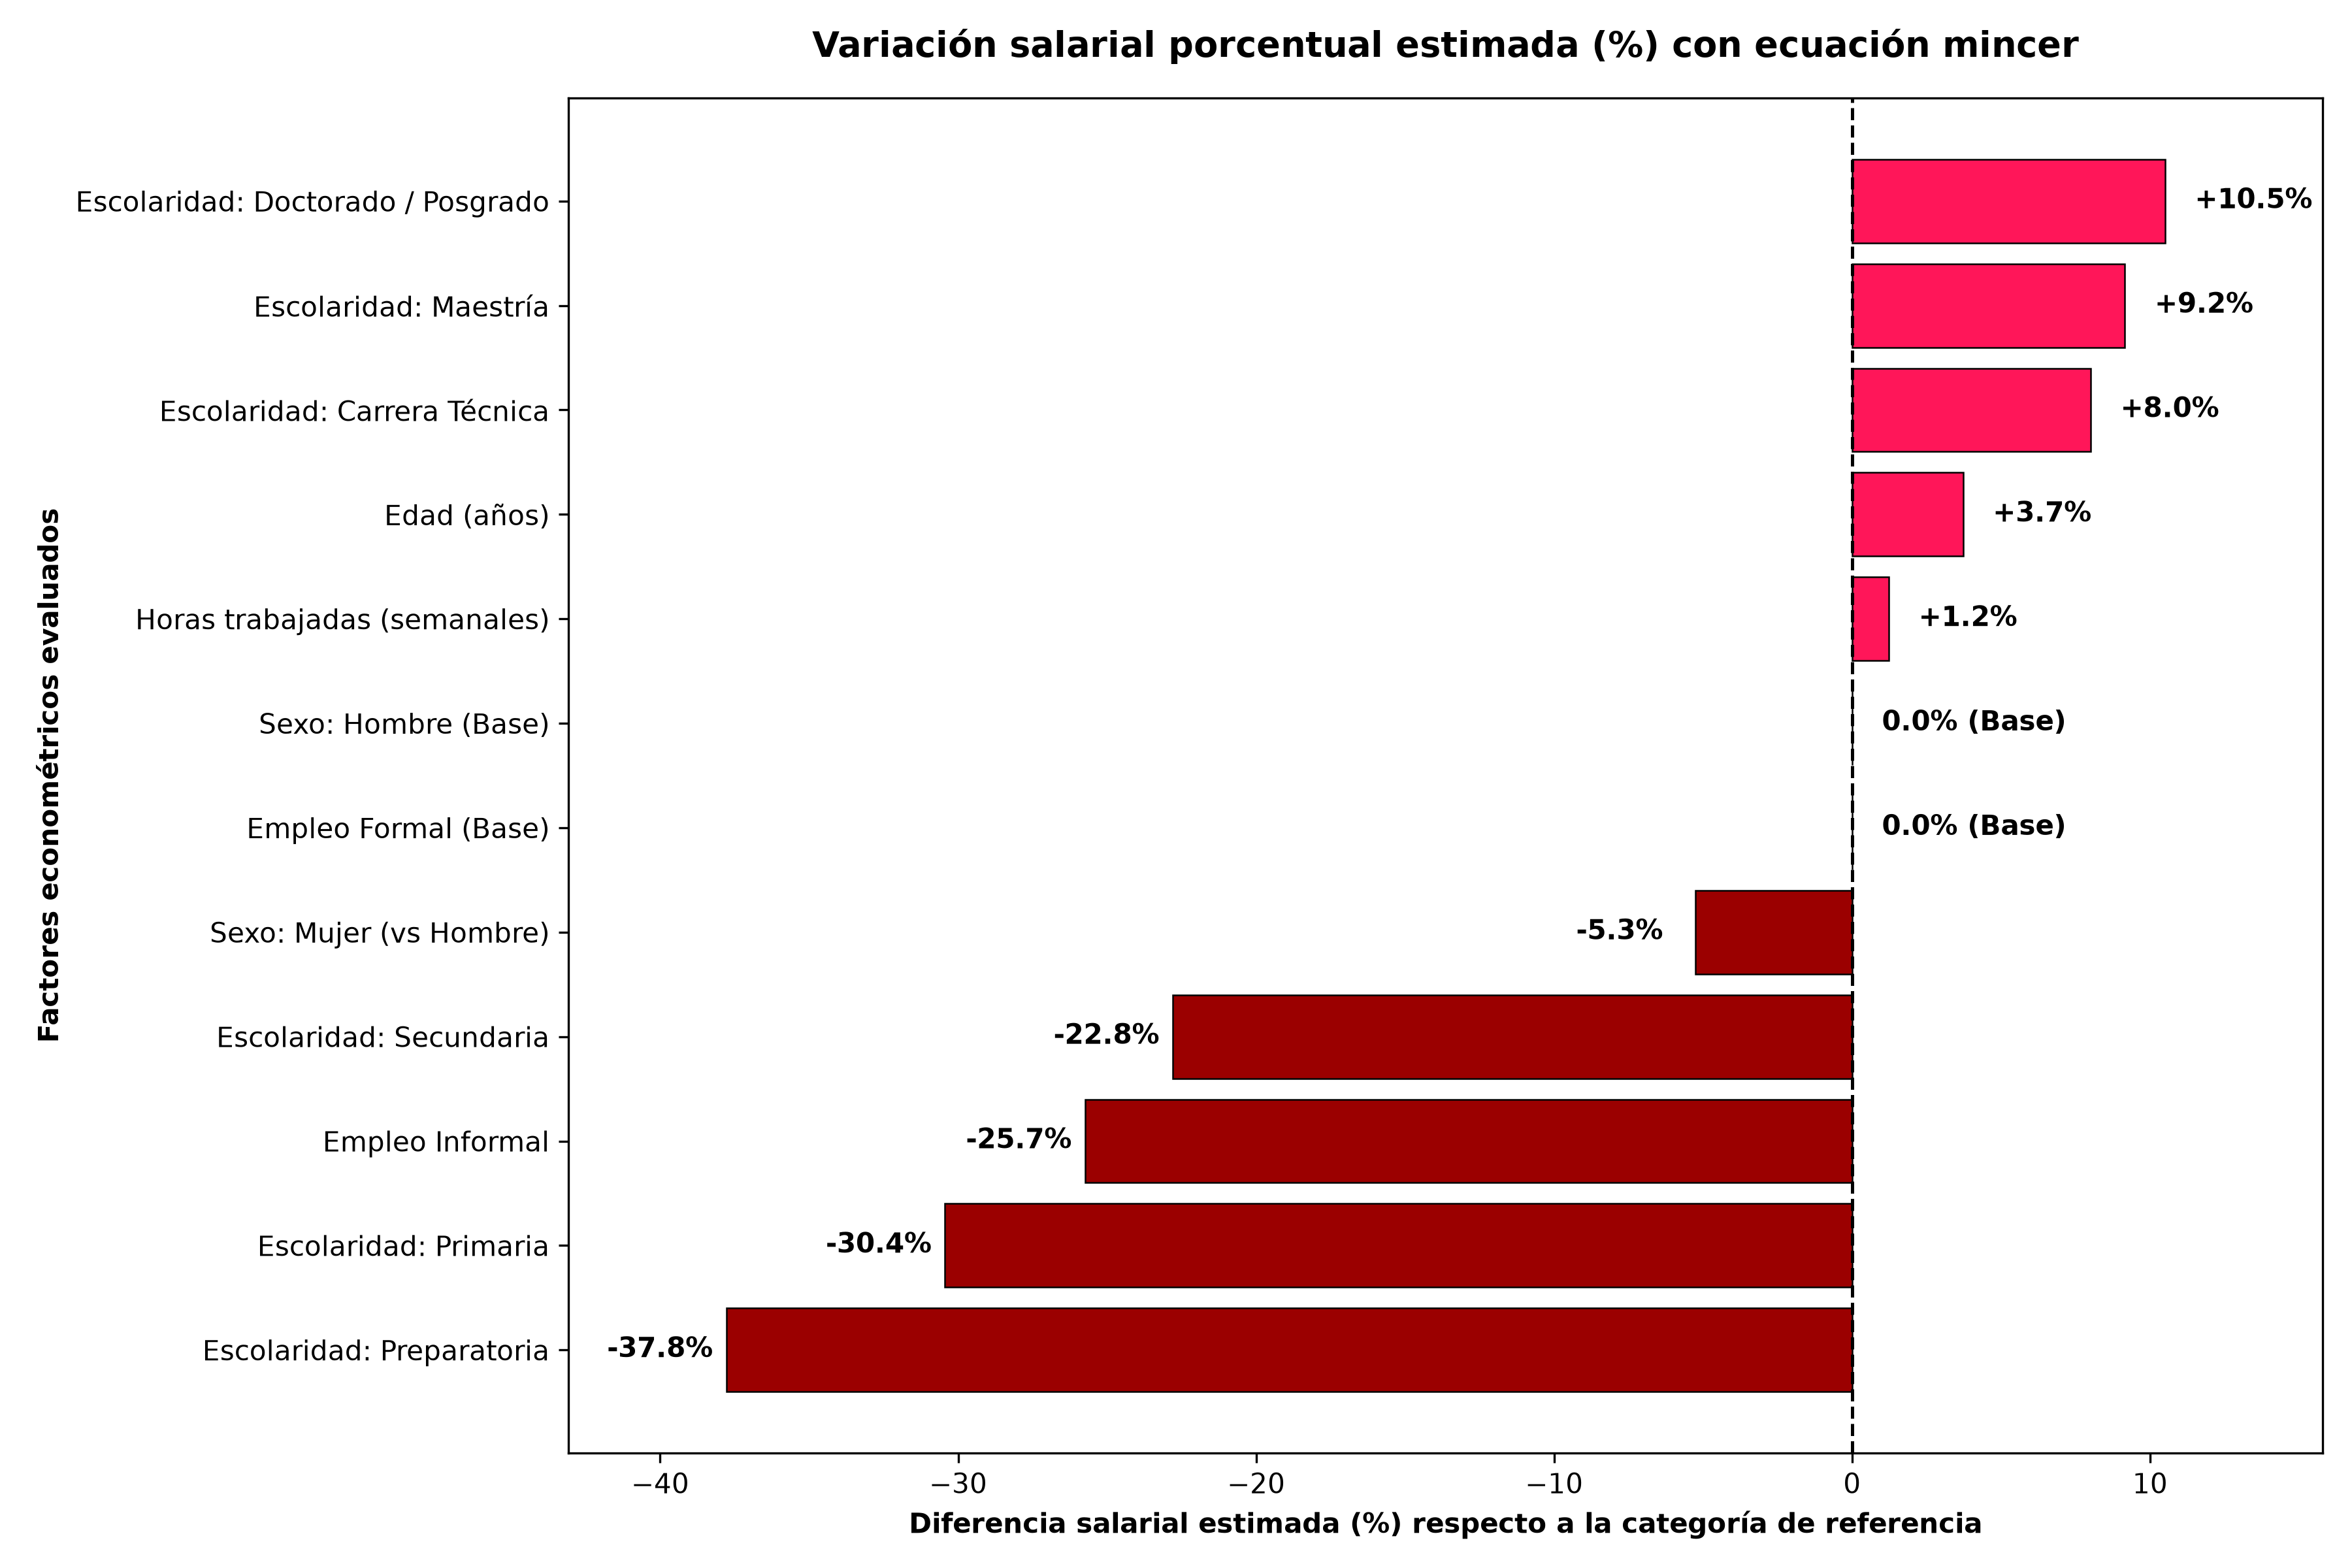 Variación salarial porcentual estimada (%) con ecuación mincer
Factores econométricos evaluados
Escolaridad: Doctorado / Posgrado +10.5%
Escolaridad: Maestría +9.2%
Escolaridad: Carrera Técnica +8.0%
Edad (años) +3.7%
Horas trabajadas (semanales) +1.2%
Sexo: Hombre (Base) 0.0% (Base)
Empleo Formal (Base) 0.0% (Base)
Sexo: Mujer (vs Hombre) -5.3%
Escolaridad: Secundaria -22.8%
Empleo Informal -25.7%
Escolaridad: Primaria -30.4%
Escolaridad: Preparatoria -37.8%
−40 −30 −20 −10 0 10
Diferencia salarial estimada (%) respecto a la categoría de referencia